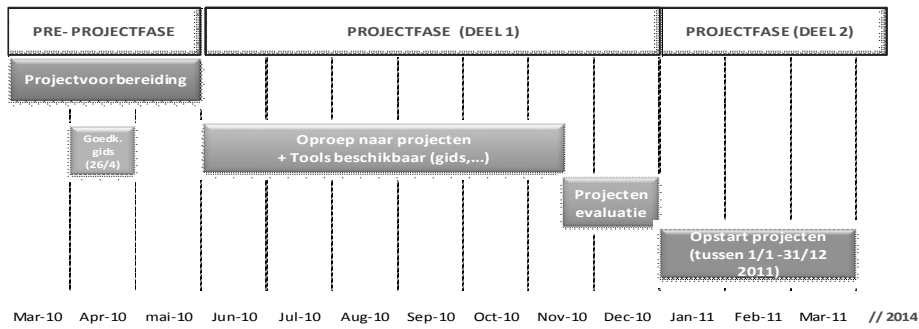 PRE- PROJECTFASE PROJECTFASE (DEEL 1) PROJECTFASE (DEEL 2)
Projectvoorbereiding
Goedk.
gids
(26/4)
Oproep naar projecten
+ Tools beschikbaar (gids,...)
Projecten
evaluatie
Opstart projecten
(tussen 1/1 -31/12
2011)
Mar-10 Apr-10 mai-10 Jun-10 Jul-10 Aug-10 Sep-10 Oct-10 Nov-10 Dec-10 Jan-11 Feb-11 Mar-11 // 2014